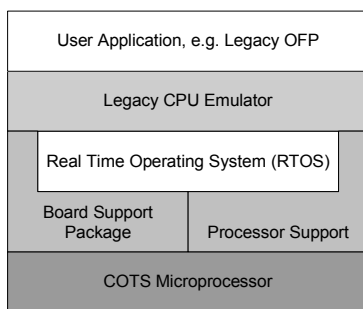 User Application, e.g. Legacy OFP
Legacy CPU Emulator
Real Time Operating System (RTOS)
Board Support
Package
Processor Support
COTS Microprocessor